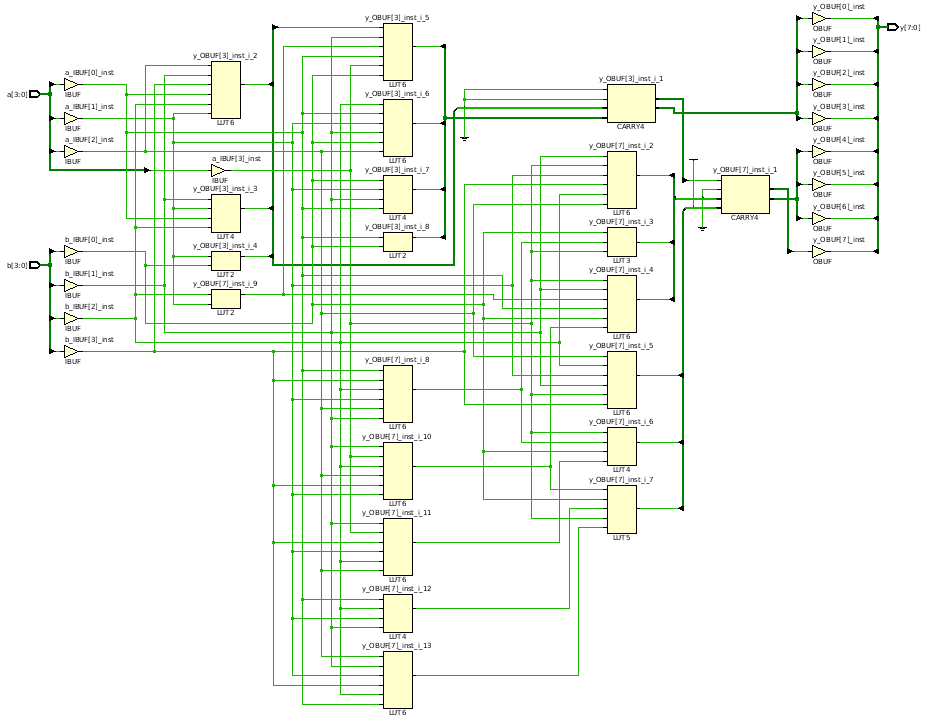 a[3:0]
a_IBUF[0]_inst
IBUF
a_IBUF[1]_inst
IBUF
a_IBUF[2]_inst
IBUF
a_IBUF[3]_inst
IBUF
b[3:0]
b_IBUF[0]_inst
IBUF
b_IBUF[1]_inst
IBUF
b_IBUF[2]_inst
IBUF
b_IBUF[3]_inst
IBUF
y_OBUF[3]_inst_i_2
LUT6
y_OBUF[3]_inst_i_3
LUT4
y_OBUF[3]_inst_i_4
LUT2
y_OBUF[7]_inst_i_9
LUT2
y_OBUF[3]_inst_i_5
LUT6
y_OBUF[3]_inst_i_6
LUT6
y_OBUF[3]_inst_i_7
LUT4
y_OBUF[3]_inst_i_8
LUT2
y_OBUF[7]_inst_i_8
LUT6
y_OBUF[7]_inst_i_10
LUT6
y_OBUF[7]_inst_i_11
LUT6
y_OBUF[7]_inst_i_12
LUT4
y_OBUF[7]_inst_i_13
LUT6
y_OBUF[3]_inst_i_1
CARRY4
y_OBUF[7]_inst_i_2
LUT6
y_OBUF[7]_inst_i_3
LUT3
y_OBUF[7]_inst_i_4
LUT6
y_OBUF[7]_inst_i_5
LUT6
y_OBUF[7]_inst_i_6
LUT4
y_OBUF[7]_inst_i_7
LUT5
y_OBUF[7]_inst_i_1
CARRY4
y_OBUF[0]_inst
OBUF
y_OBUF[1]_inst
OBUF
y_OBUF[2]_inst
OBUF
y_OBUF[3]_inst
OBUF
y_OBUF[4]_inst
OBUF
y_OBUF[5]_inst
OBUF
y_OBUF[6]_inst
OBUF
y_OBUF[7]_inst
OBUF
y[7:0]